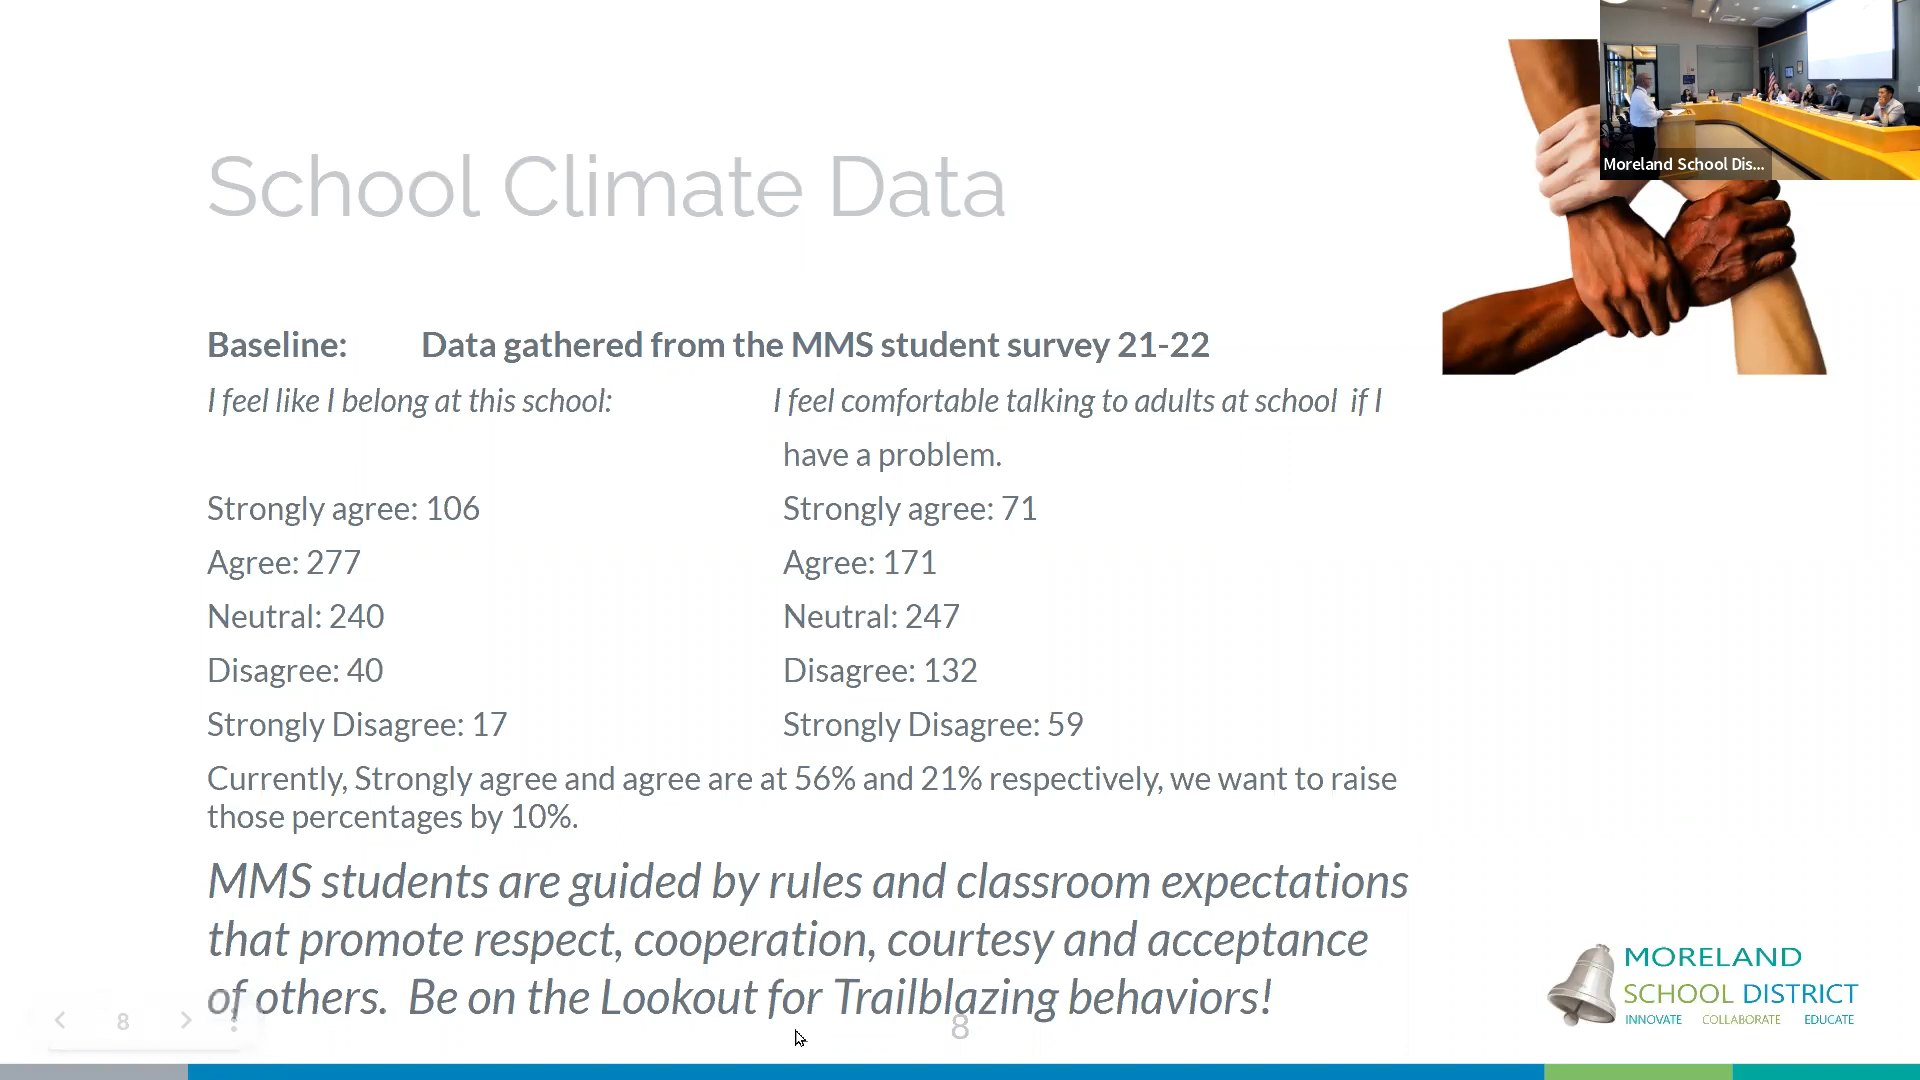 School Climate Data
Moreland School Dis...
Baseline: Data gathered from the MMS student survey 21-22
I feel like I belong at this school: I feel comfortable talking to adults at school if I
have a problem.
Strongly agree: 106 Strongly agree: 71
Agree: 277 Agree: 171
Neutral: 240 Neutral: 247
Disagree: 40 Disagree: 132
Strongly Disagree: 17 Strongly Disagree: 59
Currently, Strongly agree and agree are at 56% and 21% respectively, we want to raise
those percentages by 10%.
MMS students are guided by rules and classroom expectations
that promote respect, cooperation, courtesy and acceptance
of others. Be on the Lookout for Trailblazing behaviors!
8
8
MORELAND
SCHOOL DISTRICT
INNOVATE COLLABORATE EDUCATE